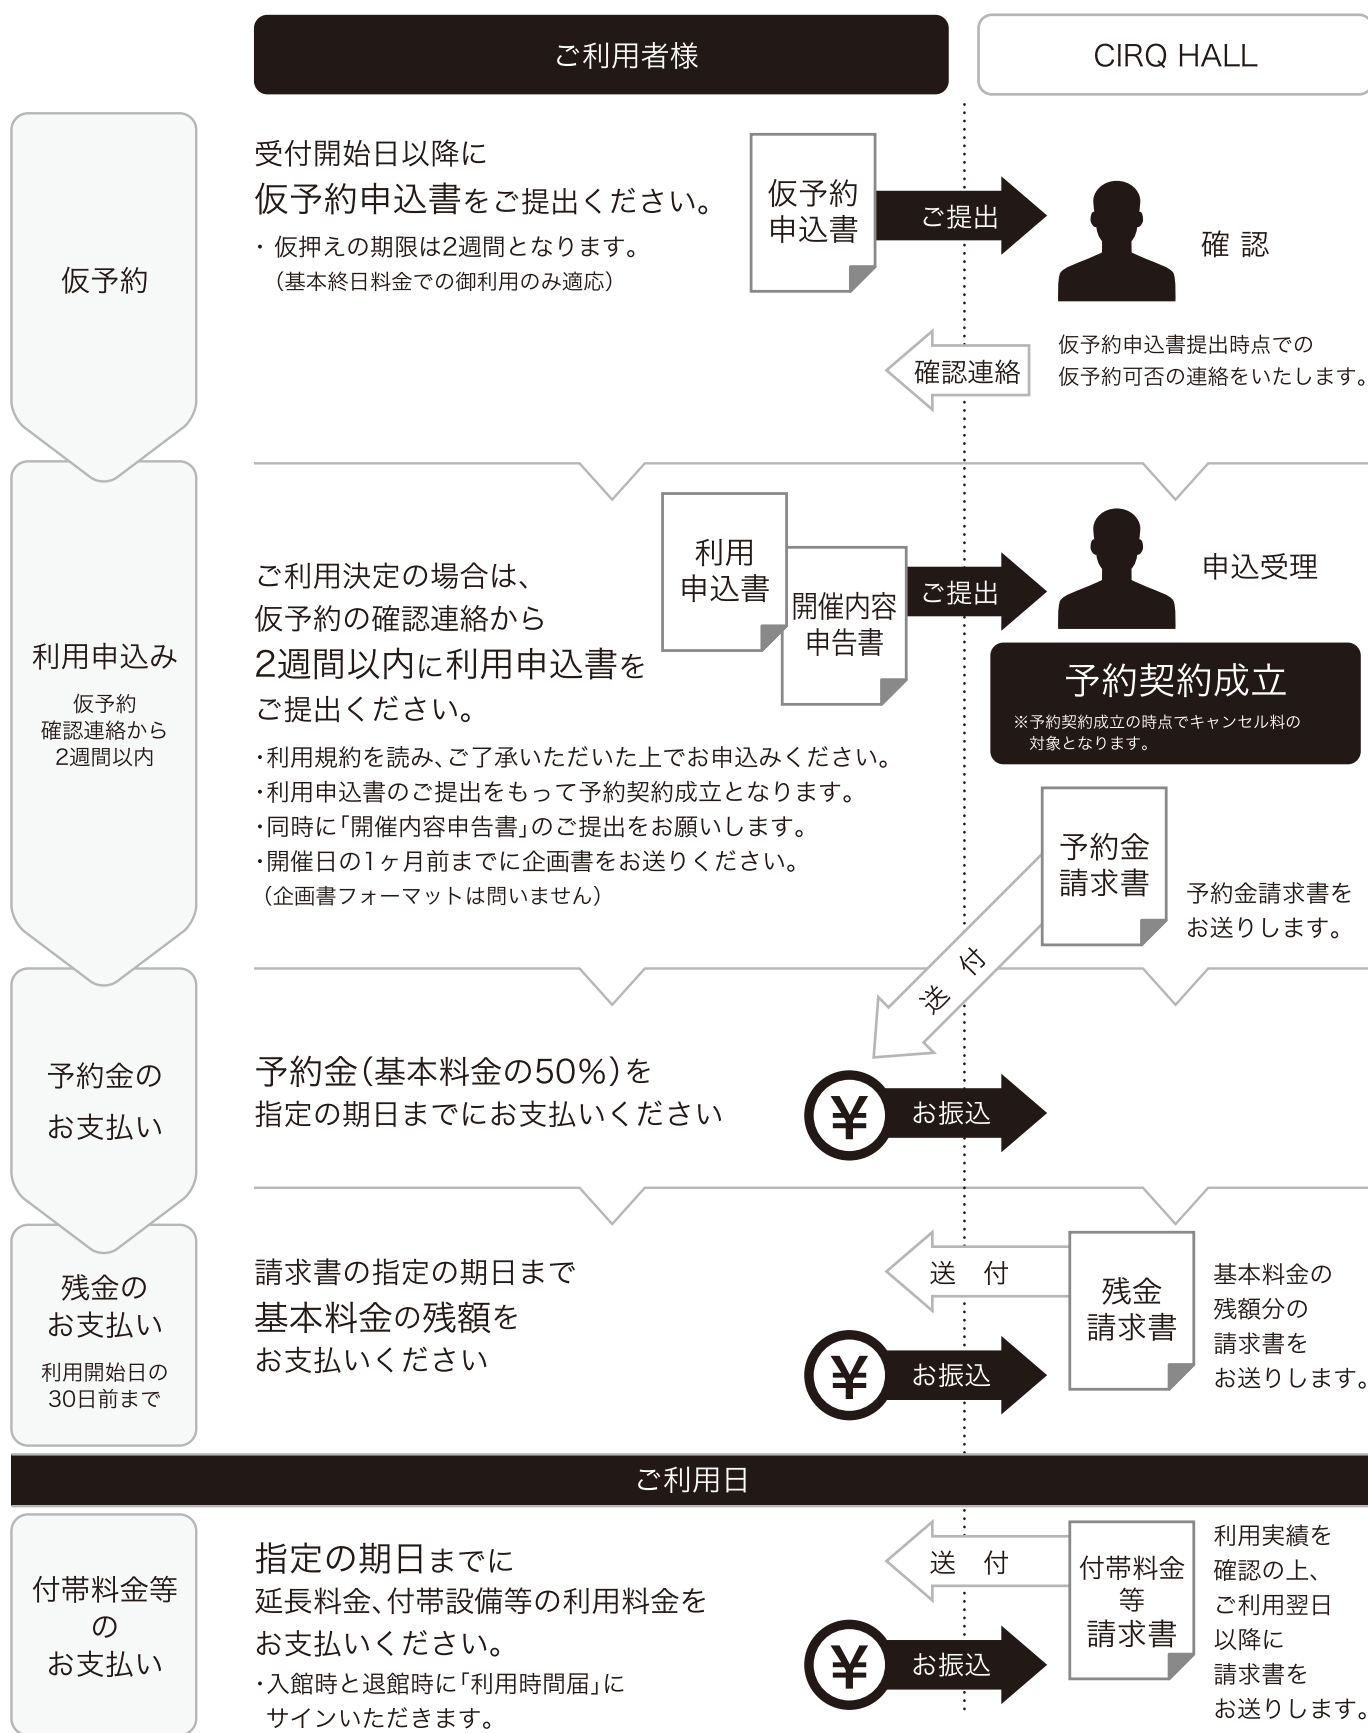 ご利用者様
CIRQ HALL
仮予約
受付開始日以降に
仮予約申込書をご提出ください。
・ 仮押えの期限は2週間となります。
（基本終日料金での御利用のみ適応）
仮予約
申込書
ご提出
確 認
確認連絡
仮予約申込書提出時点での
仮予約可否の連絡をいたします。
利用申込み
仮予約
確認連絡から
2週間以内
ご利用決定の場合は、
仮予約の確認連絡から
2週間以内に利用申込書を
ご提出ください。
・利用規約を読み、ご了承いただいた上でお申込みください。
・利用申込書のご提出をもって予約契約成立となります。
・同時に「開催内容申告書」のご提出をお願いします。
・開催日の1ヶ月前までに企画書をお送りください。
（企画書フォーマットは問いません）
利用
申込書
開催内容
申告書
ご提出
申込受理
予約契約成立
※予約契約成立の時点でキャンセル料の
対象となります。
予約金
請求書
予約金請求書を
お送りします。
送 付
予約金の
お支払い
予約金（基本料金の50%）を
指定の期日までにお支払いください
¥
お振込
残金の
お支払い
利用開始日の
30日前まで
請求書の指定の期日まで
基本料金の残額を
お支払いください
送 付
¥
お振込
残金
請求書
基本料金の
残額分の
請求書を
お送りします。
ご利用日
付帯料金等
の
お支払い
指定の期日までに
延長料金、付帯設備等の利用料金を
お支払いください。
・入館時と退館時に「利用時間届」に
サインいただきます。
送 付
¥
お振込
付帯料金
等
請求書
利用実績を
確認の上、
ご利用翌日
以降に
請求書を
お送りします。